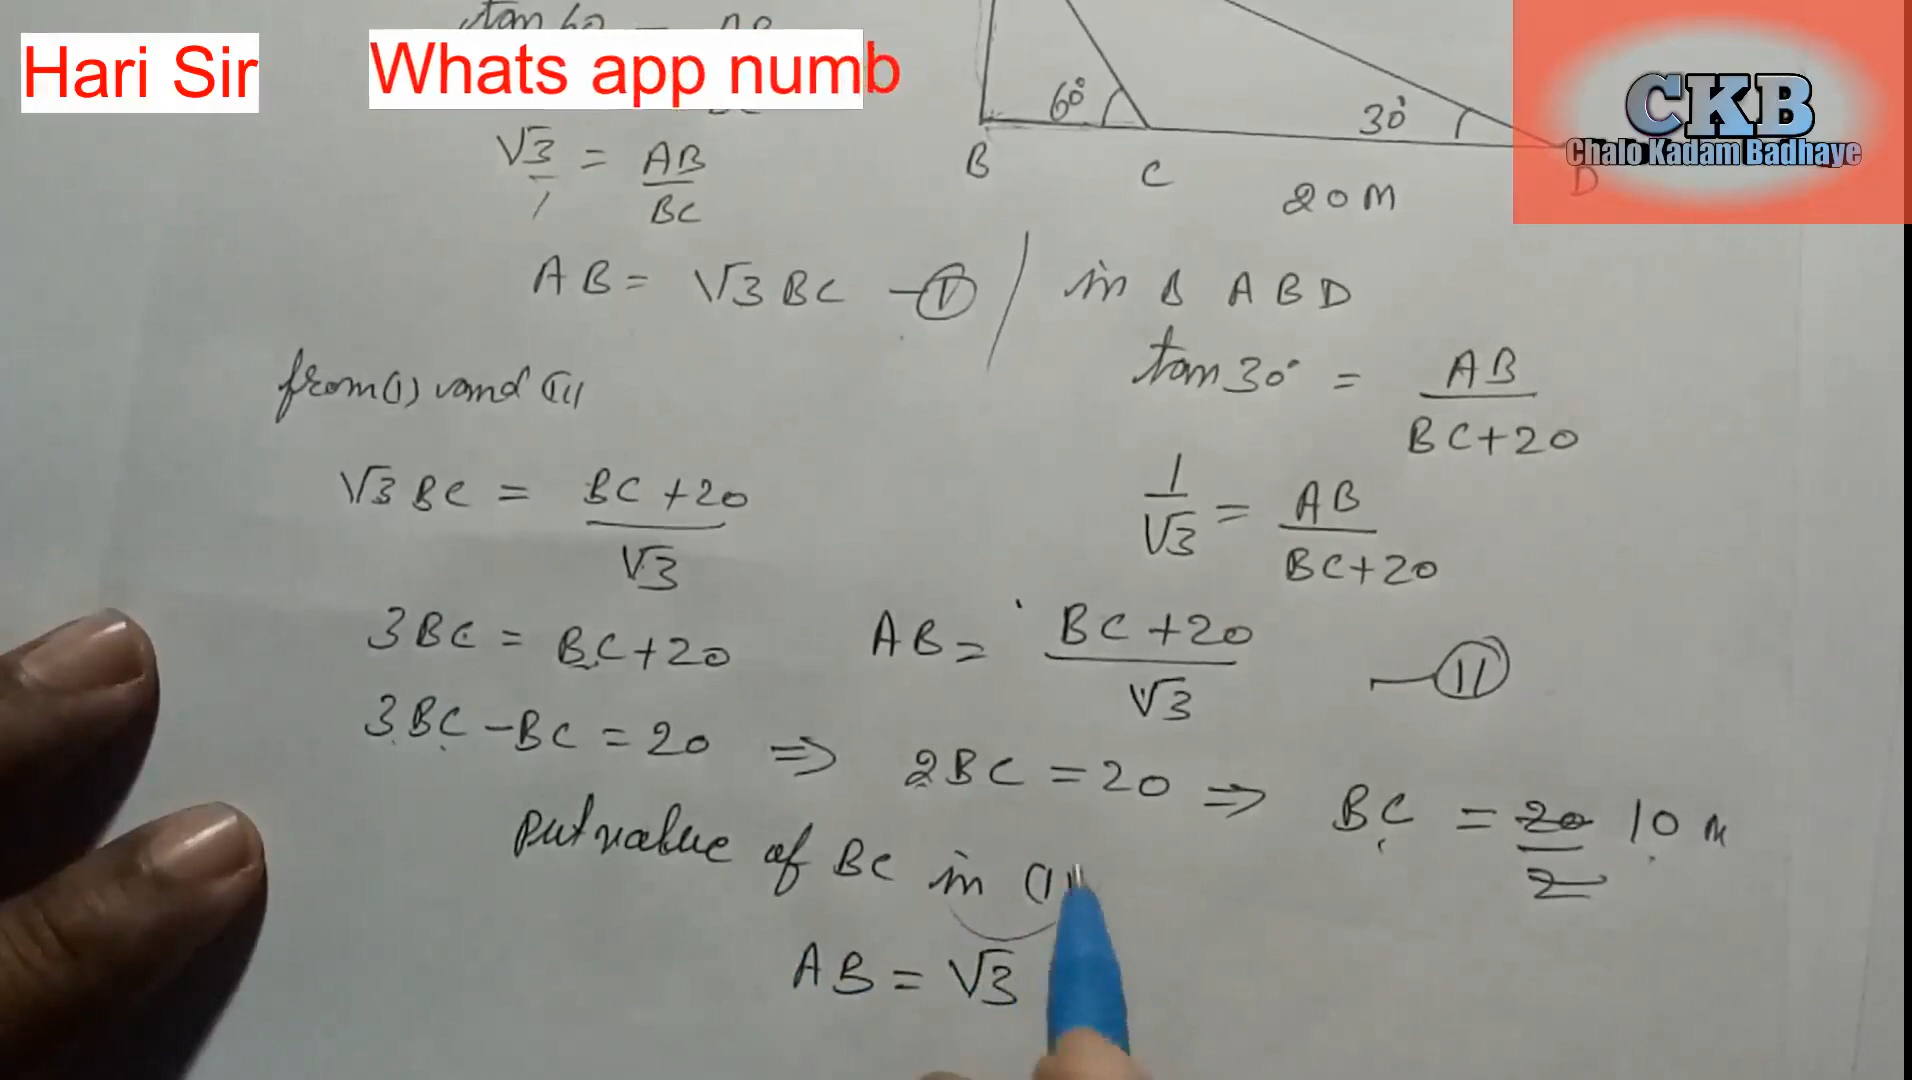 Hari Sir
Whats app numb
CKB
Chalo Kadam Badhaye
tan 60
60°
30°
B
C
D
20 M
√3/1 = AB/BC
AB = √3 BC — (I)
in Δ ABD
tan 30° = AB/BC+20
1/√3 = AB/BC+20
AB = BC+20/√3 — (II)
from (I) and (II
√3 BC = BC+20/√3
3BC = BC+20
3BC - BC = 20 ⇒ 2BC = 20 ⇒ BC = 20/2 10 M
put value of BC in (I
AB = √3